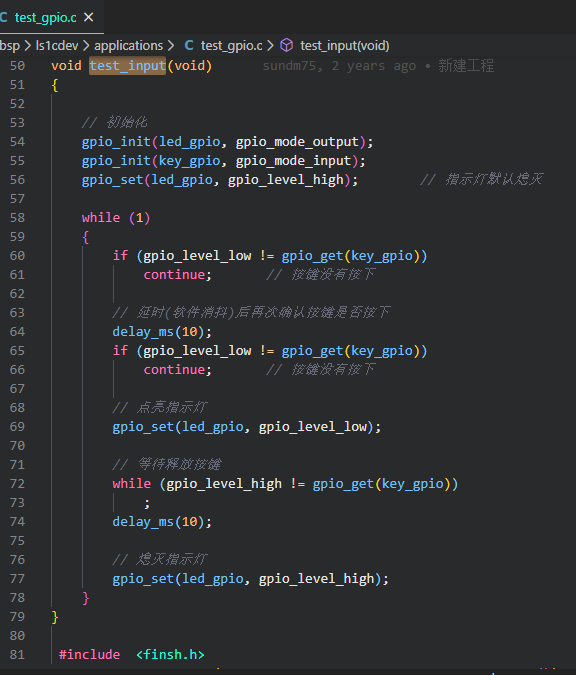 C test_gpio.c ×
bsp > ls1cdev > applications > C test_gpio.c > test_input(void)
50 void test_input(void) sundm75, 2 years ago • 新建工程
51 {
52
53 // 初始化
54 gpio_init(led_gpio, gpio_mode_output);
55 gpio_init(key_gpio, gpio_mode_input);
56 gpio_set(led_gpio, gpio_level_high); // 指示灯默认熄灭
57
58 while (1)
59 {
60 if (gpio_level_low != gpio_get(key_gpio))
61 continue; // 按键没有按下
62
63 // 延时(软件消抖)后再次确认按键是否按下
64 delay_ms(10);
65 if (gpio_level_low != gpio_get(key_gpio))
66 continue; // 按键没有按下
67
68 // 点亮指示灯
69 gpio_set(led_gpio, gpio_level_low);
70
71 // 等待释放按键
72 while (gpio_level_high != gpio_get(key_gpio))
73 ;
74 delay_ms(10);
75
76 // 熄灭指示灯
77 gpio_set(led_gpio, gpio_level_high);
78 }
79 }
80
81 #include <finsh.h>